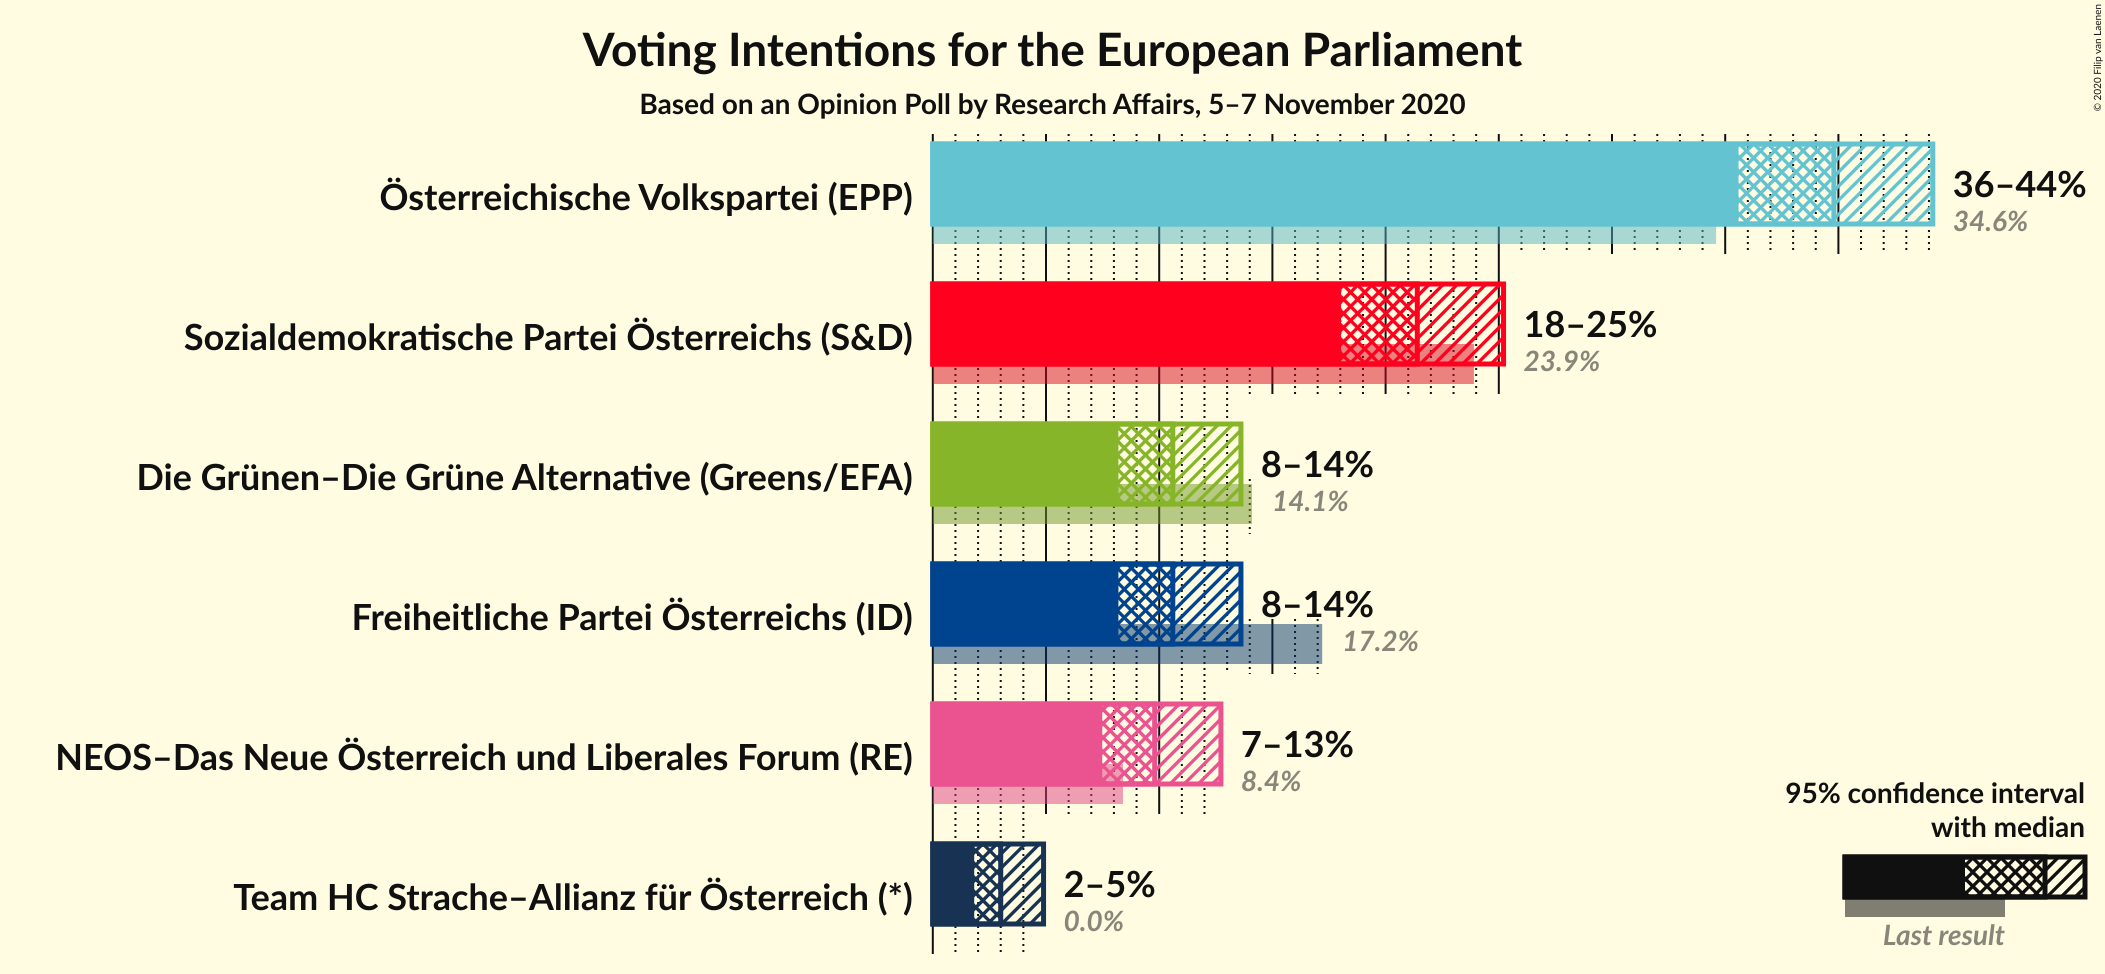 Voting Intentions for the European Parliament
Based on an Opinion Poll by Research Affairs, 5–7 November 2020
© 2020 Filip van Laenen
Österreichische Volkspartei (EPP)
36–44%
34.6%
Sozialdemokratische Partei Österreichs (S&D)
18–25%
23.9%
Die Grünen–Die Grüne Alternative (Greens/EFA)
8–14%
14.1%
Freiheitliche Partei Österreichs (ID)
8–14%
17.2%
NEOS–Das Neue Österreich und Liberales Forum (RE)
7–13%
8.4%
Team HC Strache–Allianz für Österreich (*)
2–5%
0.0%
95% confidence interval
with median
Last result